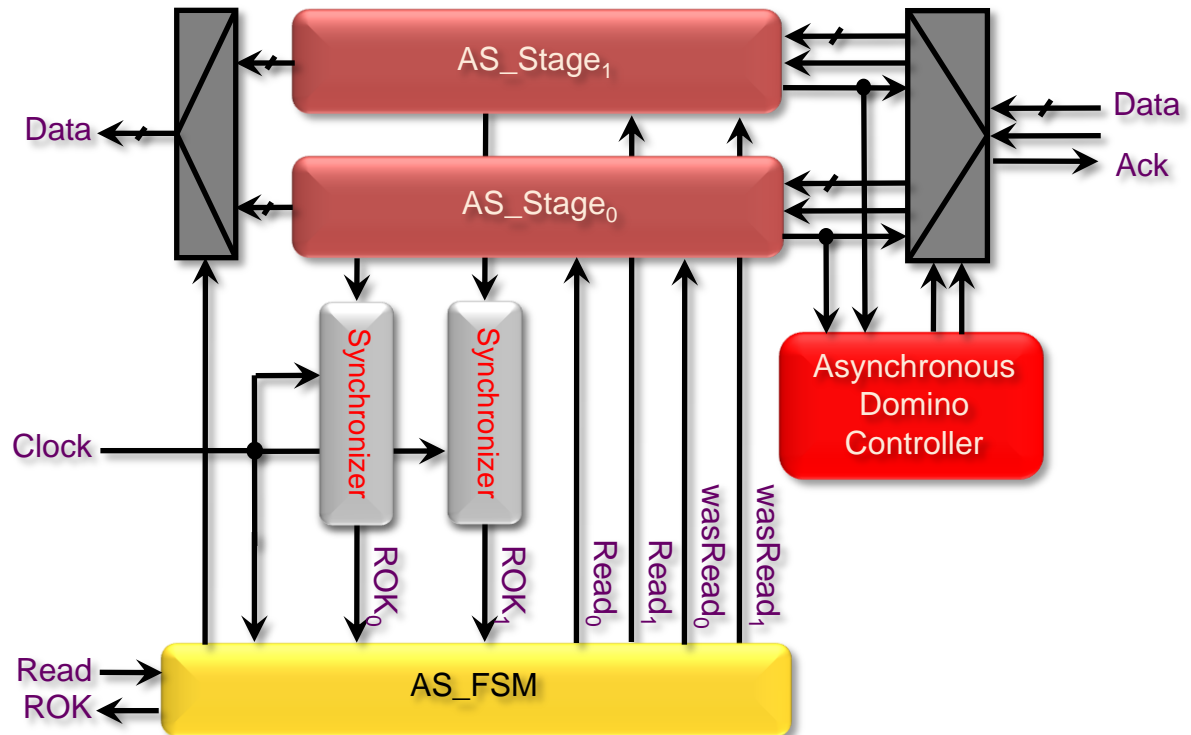 AS_Stage1
Data
Data
Ack
AS_Stage0
Synchronizer
Synchronizer
Asynchronous
Domino
Controller
Clock
ROK0
ROK1
Read0
Read1
wasRead0
wasRead1
Read
ROK
AS_FSM